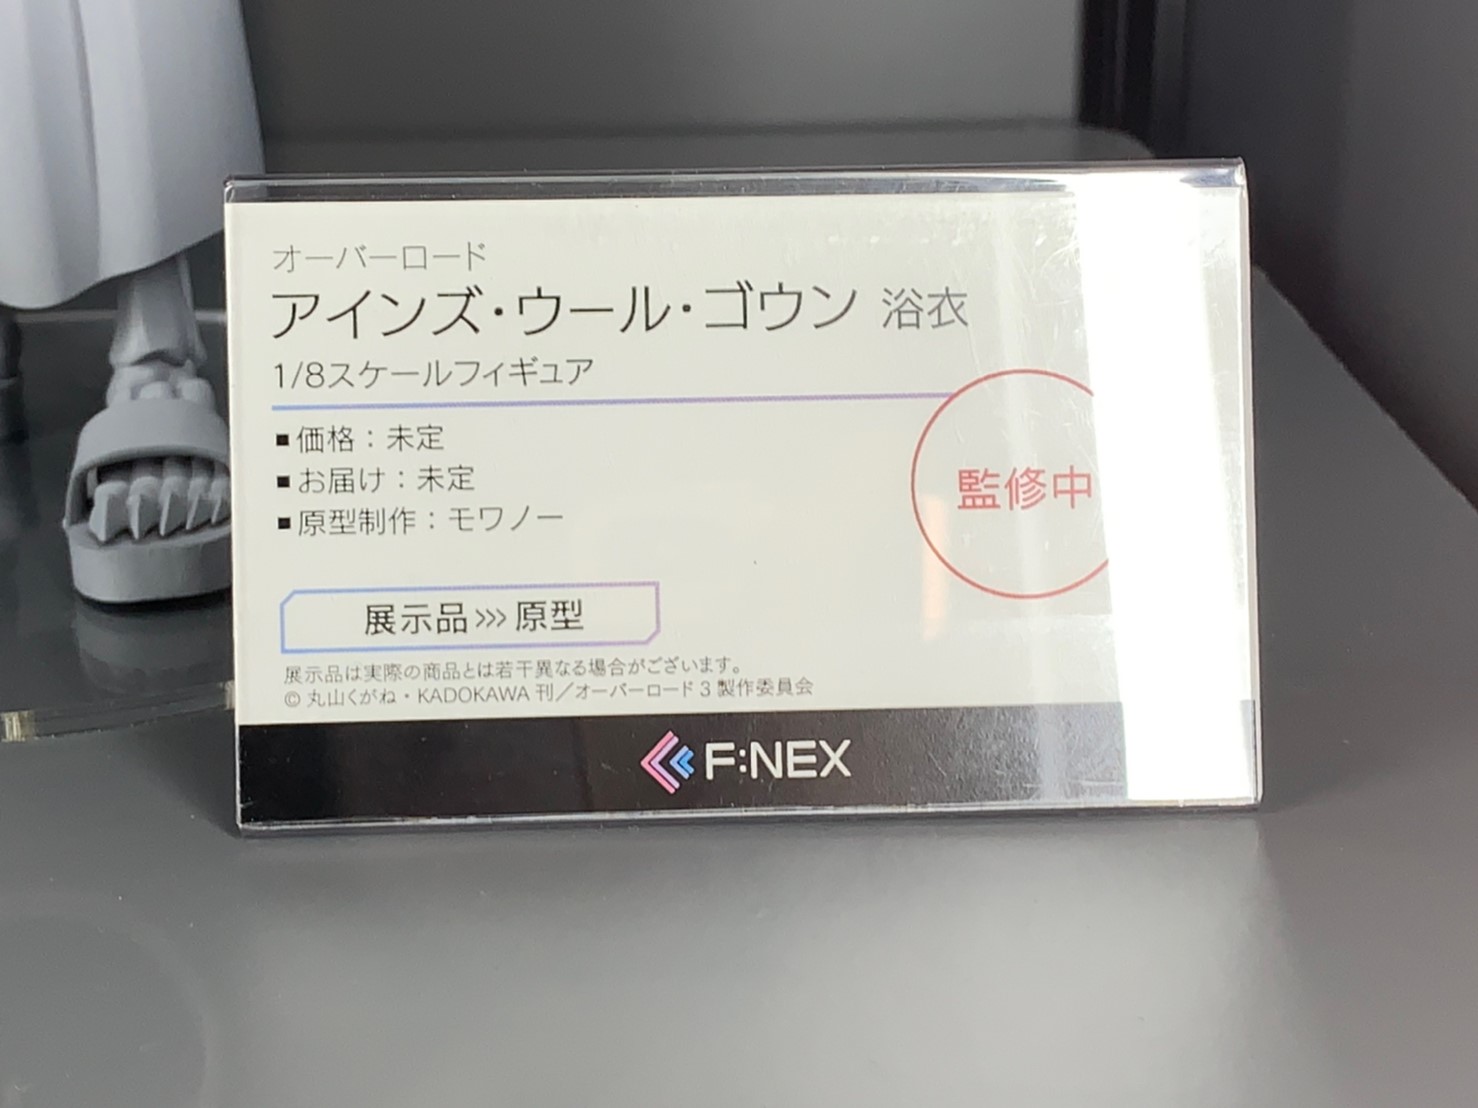 オーバーロード
アインズ・ウール・ゴウン 浴衣
1/8スケールフィギュア
■価格：未定
■お届け：未定
■原型制作：モワノー
監修中
展示品>>>原型
展示品は実際の商品とは若干異なる場合がございます。
© 丸山くがね・KADOKAWA 刊／オーバーロード3製作委員会
F:NEX